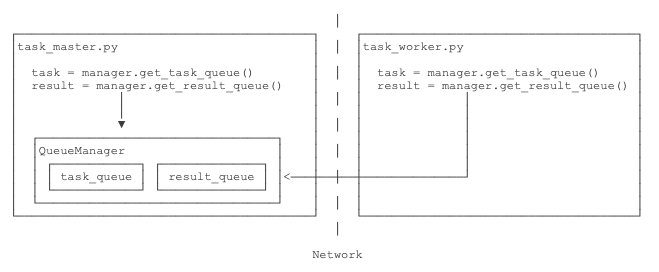 task_master.py
task = manager.get_task_queue()
result = manager.get_result_queue()
QueueManager
task_queue
result_queue
task_worker.py
task = manager.get_task_queue()
result = manager.get_result_queue()
Network